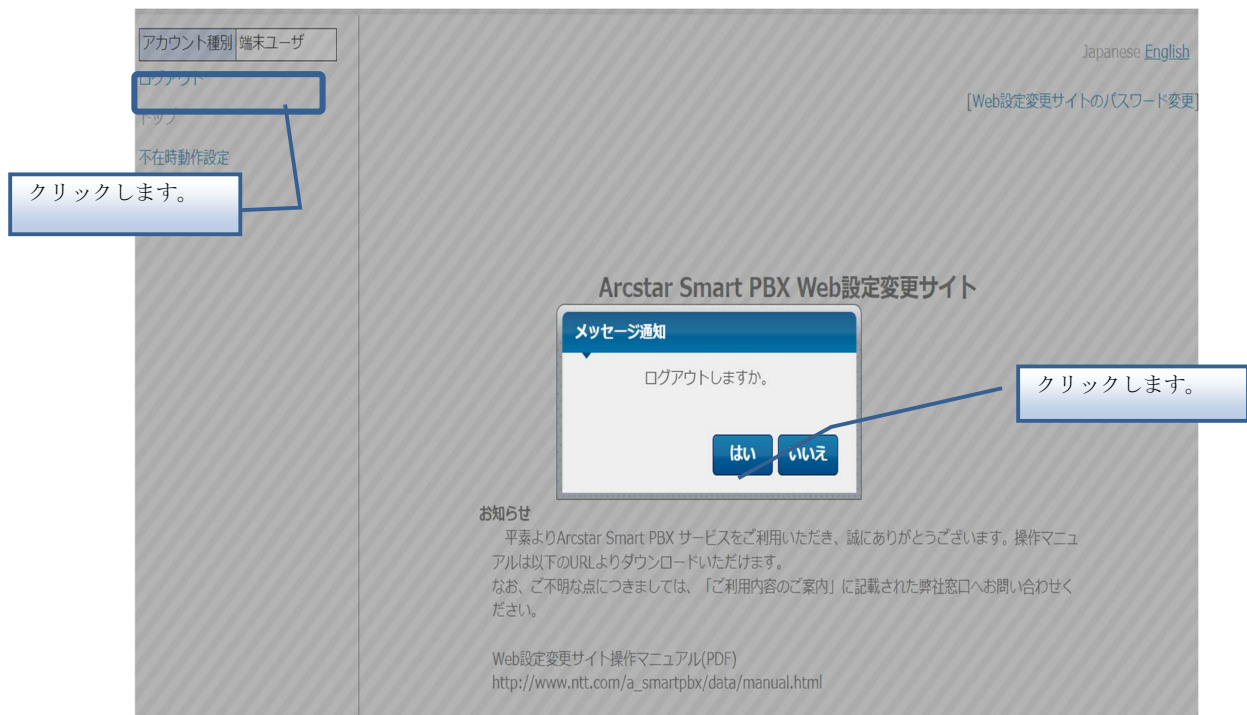 アカウント種別 端末ユーザ
Japanese English
ログアウト
[Web設定変更サイトのパスワード変更]
トップ
不在時動作設定
クリックします。
Arcstar Smart PBX Web設定変更サイト
メッセージ通知
ログアウトしますか。
クリックします。
はい いいえ
お知らせ
平素よりArcstar Smart PBX サービスをご利用いただき、誠にありがとうございます。操作マニュ
アルは以下のURLよりダウンロードいただけます。
なお、ご不明な点につきましては、「ご利用内容のご案内」に記載された弊社窓口へお問い合わせく
ださい。
Web設定変更サイト操作マニュアル(PDF)
http://www.ntt.com/a_smartpbx/data/manual.html